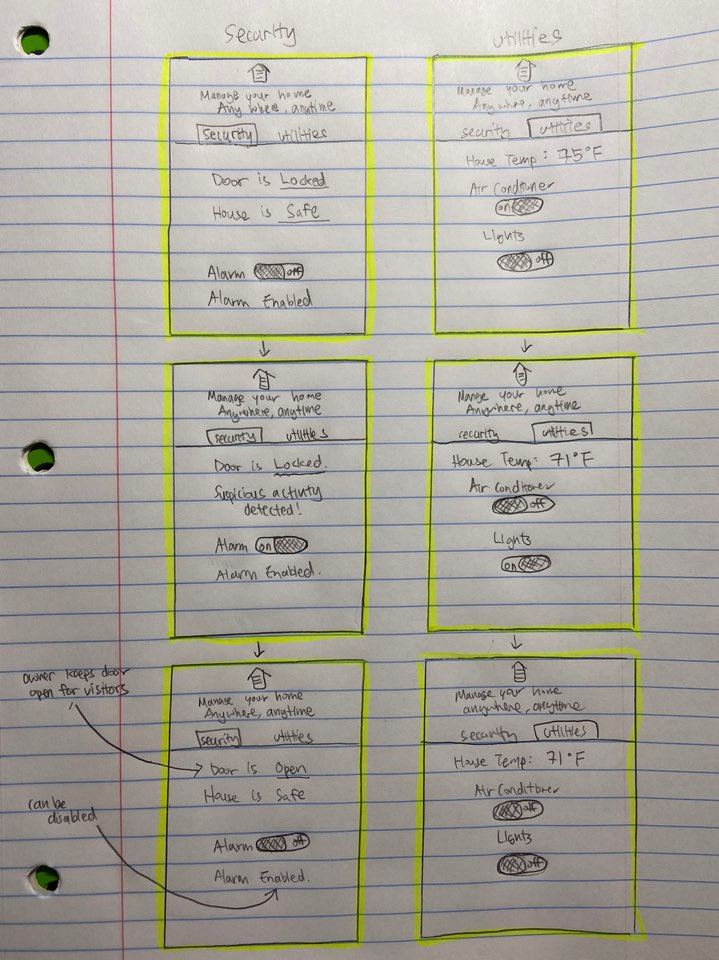 Security
Manage your home
Any where, anytime
security utilities
Door is Locked
House is Safe
Alarm off
Alarm Enabled
Manage your home
Anywhere, anytime
security utilities
Door is Locked.
Suspicious activity
detected!
Alarm on
Alarm Enabled.
owner keeps door
open for visitors
can be
disabled
Manage your home
Anywhere, anytime
security utilities
Door is Open
House is Safe
Alarm off
Alarm Enabled.
utilities
Manage your home
Anywhere, anytime
security utilities
House Temp: 75°F
Air Conditioner
on
Lights
off
Manage your home
Anywhere, anytime
security utilities
House Temp: 71°F
Air Conditioner
off
Lights
on
Manage your home
anywhere, anytime
security utilities
House Temp: 71°F
Air Conditioner
off
Lights
off